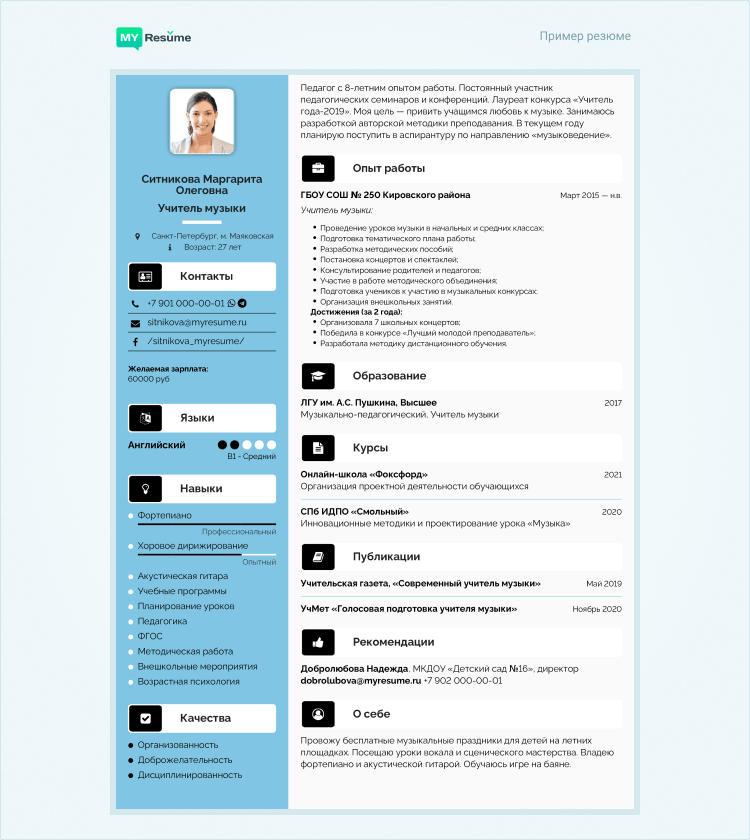 MY Resume
Пример резюме
Ситникова Маргарита
Олеговна
Учитель музыки
Санкт-Петербург, м. Маяковская
Возраст: 27 лет
Контакты
+7 901 000-00-01
sitnikova@myresume.ru
/sitnikova_myresume/
Желаемая зарплата:
60000 руб
Языки
Английский
B1 - Средний
Навыки
Фортепиано
Профессиональный
Хоровое дирижирование
Опытный
Акустическая гитара
Учебные программы
Планирование уроков
Педагогика
ФГОС
Методическая работа
Внешкольные мероприятия
Возрастная психология
Качества
Организованность
Доброжелательность
Дисциплинированность
Педагог с 8-летним опытом работы. Постоянный участник
педагогических семинаров и конференций. Лауреат конкурса «Учитель
года-2019». Моя цель — привить учащимся любовь к музыке. Занимаюсь
разработкой авторской методики преподавания. В текущем году
планирую поступить в аспирантуру по направлению «музыковедение».
Опыт работы
ГБОУ СОШ № 250 Кировского района Март 2015 — н.в.
Учитель музыки:
Проведение уроков музыки в начальных и средних классах;
Подготовка тематического плана работы;
Разработка методических пособий;
Постановка концертов и спектаклей;
Консультирование родителей и педагогов;
Участие в работе методического объединения;
Подготовка учеников к участию в музыкальных конкурсах;
Организация внешкольных занятий.
Достижения (за 2 года):
Организовала 7 школьных концертов;
Победила в конкурсе «Лучший молодой преподаватель»;
Разработала методику дистанционного обучения.
Образование
ЛГУ им. А.С. Пушкина, Высшее 2017
Музыкально-педагогический, Учитель музыки
Курсы
Онлайн-школа «Фоксфорд» 2021
Организация проектной деятельности обучающихся
СПб ИДПО «Смольный» 2020
Инновационные методики и проектирование урока «Музыка»
Публикации
Учительская газета, «Современный учитель музыки» Май 2019
УчМет «Голосовая подготовка учителя музыки» Ноябрь 2020
Рекомендации
Добролюбова Надежда, МКДОУ «Детский сад №16», директор
dobrolubova@myresume.ru +7 902 000-00-01
О себе
Провожу бесплатные музыкальные праздники для детей на летних
площадках. Посещаю уроки вокала и сценического мастерства. Владею
фортепиано и акустической гитарой. Обучаюсь игре на баяне.